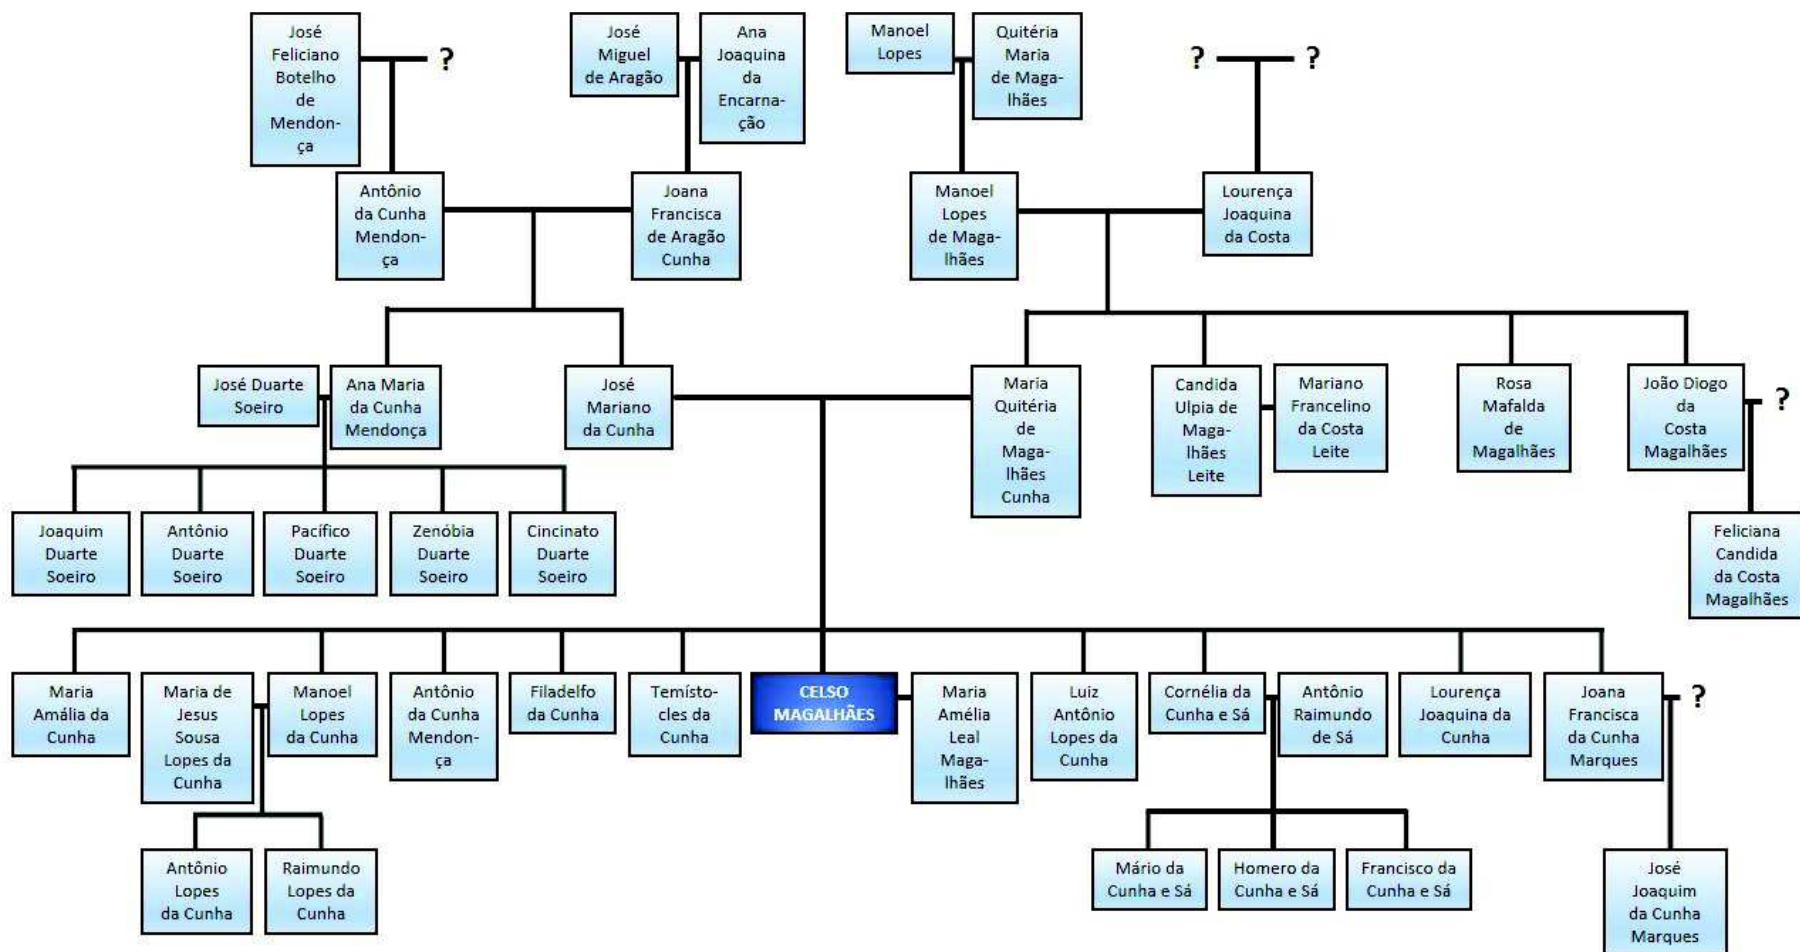 José
Feliciano
Botelho
de
Mendon-
ça
?
José
Miguel
de Aragão
Ana
Joaquina
da
Encarna-
ção
Manoel
Lopes
Quitéria
Maria
de Maga-
lhães
?
?
Antônio
da Cunha
Mendon-
ça
Joana
Francisca
de Aragão
Cunha
Manoel
Lopes
de Maga-
lhães
Lourença
Joaquina
da Costa
José Duarte
Soeiro
Ana Maria
da Cunha
Mendonça
José
Mariano
da Cunha
Maria
Quitéria
de
Maga-
lhães
Cunha
Candida
Ulpia de
Maga-
lhães
Leite
Mariano
Francelino
da Costa
Leite
Rosa
Mafalda
de
Magalhães
João Diogo
da
Costa
Magalhães
?
Joaquim
Duarte
Soeiro
Antônio
Duarte
Soeiro
Pacífico
Duarte
Soeiro
Zenóbia
Duarte
Soeiro
Cincinato
Duarte
Soeiro
Feliciana
Candida
da Costa
Magalhães
Maria
Amália da
Cunha
Maria de
Jesus
Sousa
Lopes da
Cunha
Manoel
Lopes
da Cunha
Antônio
da Cunha
Mendon-
ça
Filadelfo
da Cunha
Temísto-
cles da
Cunha
CELSO
MAGALHÃES
Maria
Amélia
Leal
Maga-
lhães
Luiz
Antônio
Lopes da
Cunha
Cornélia da
Cunha e Sá
Antônio
Raimundo
de Sá
Lourença
Joaquina da
Cunha
Joana
Francisca
da Cunha
Marques
?
Antônio
Lopes
da Cunha
Raimundo
Lopes da
Cunha
Mário da
Cunha e Sá
Homero da
Cunha e Sá
Francisco da
Cunha e Sá
José
Joaquim
da Cunha
Marques